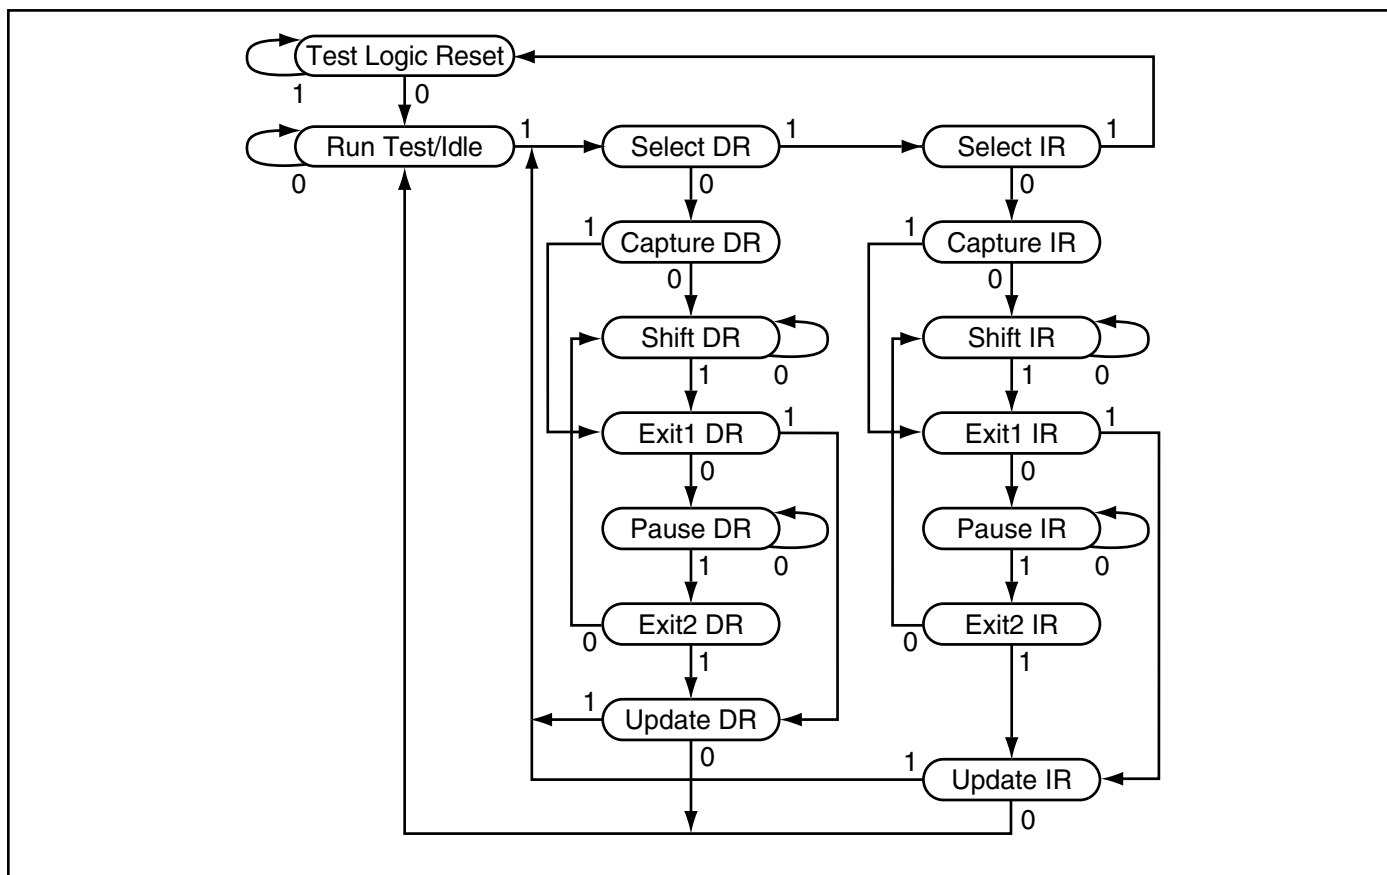 Test Logic Reset
1 0
Run Test/Idle 1 Select DR 1 Select IR 1
0 0 0
1 Capture DR 1 Capture IR
0 0
Shift DR Shift IR
1 0 1 0
Exit1 DR 1 Exit1 IR 1
0 0
Pause DR Pause IR
1 0 1 0
Exit2 DR Exit2 IR
0 1 0 1
1 Update DR
0 1 Update IR
0